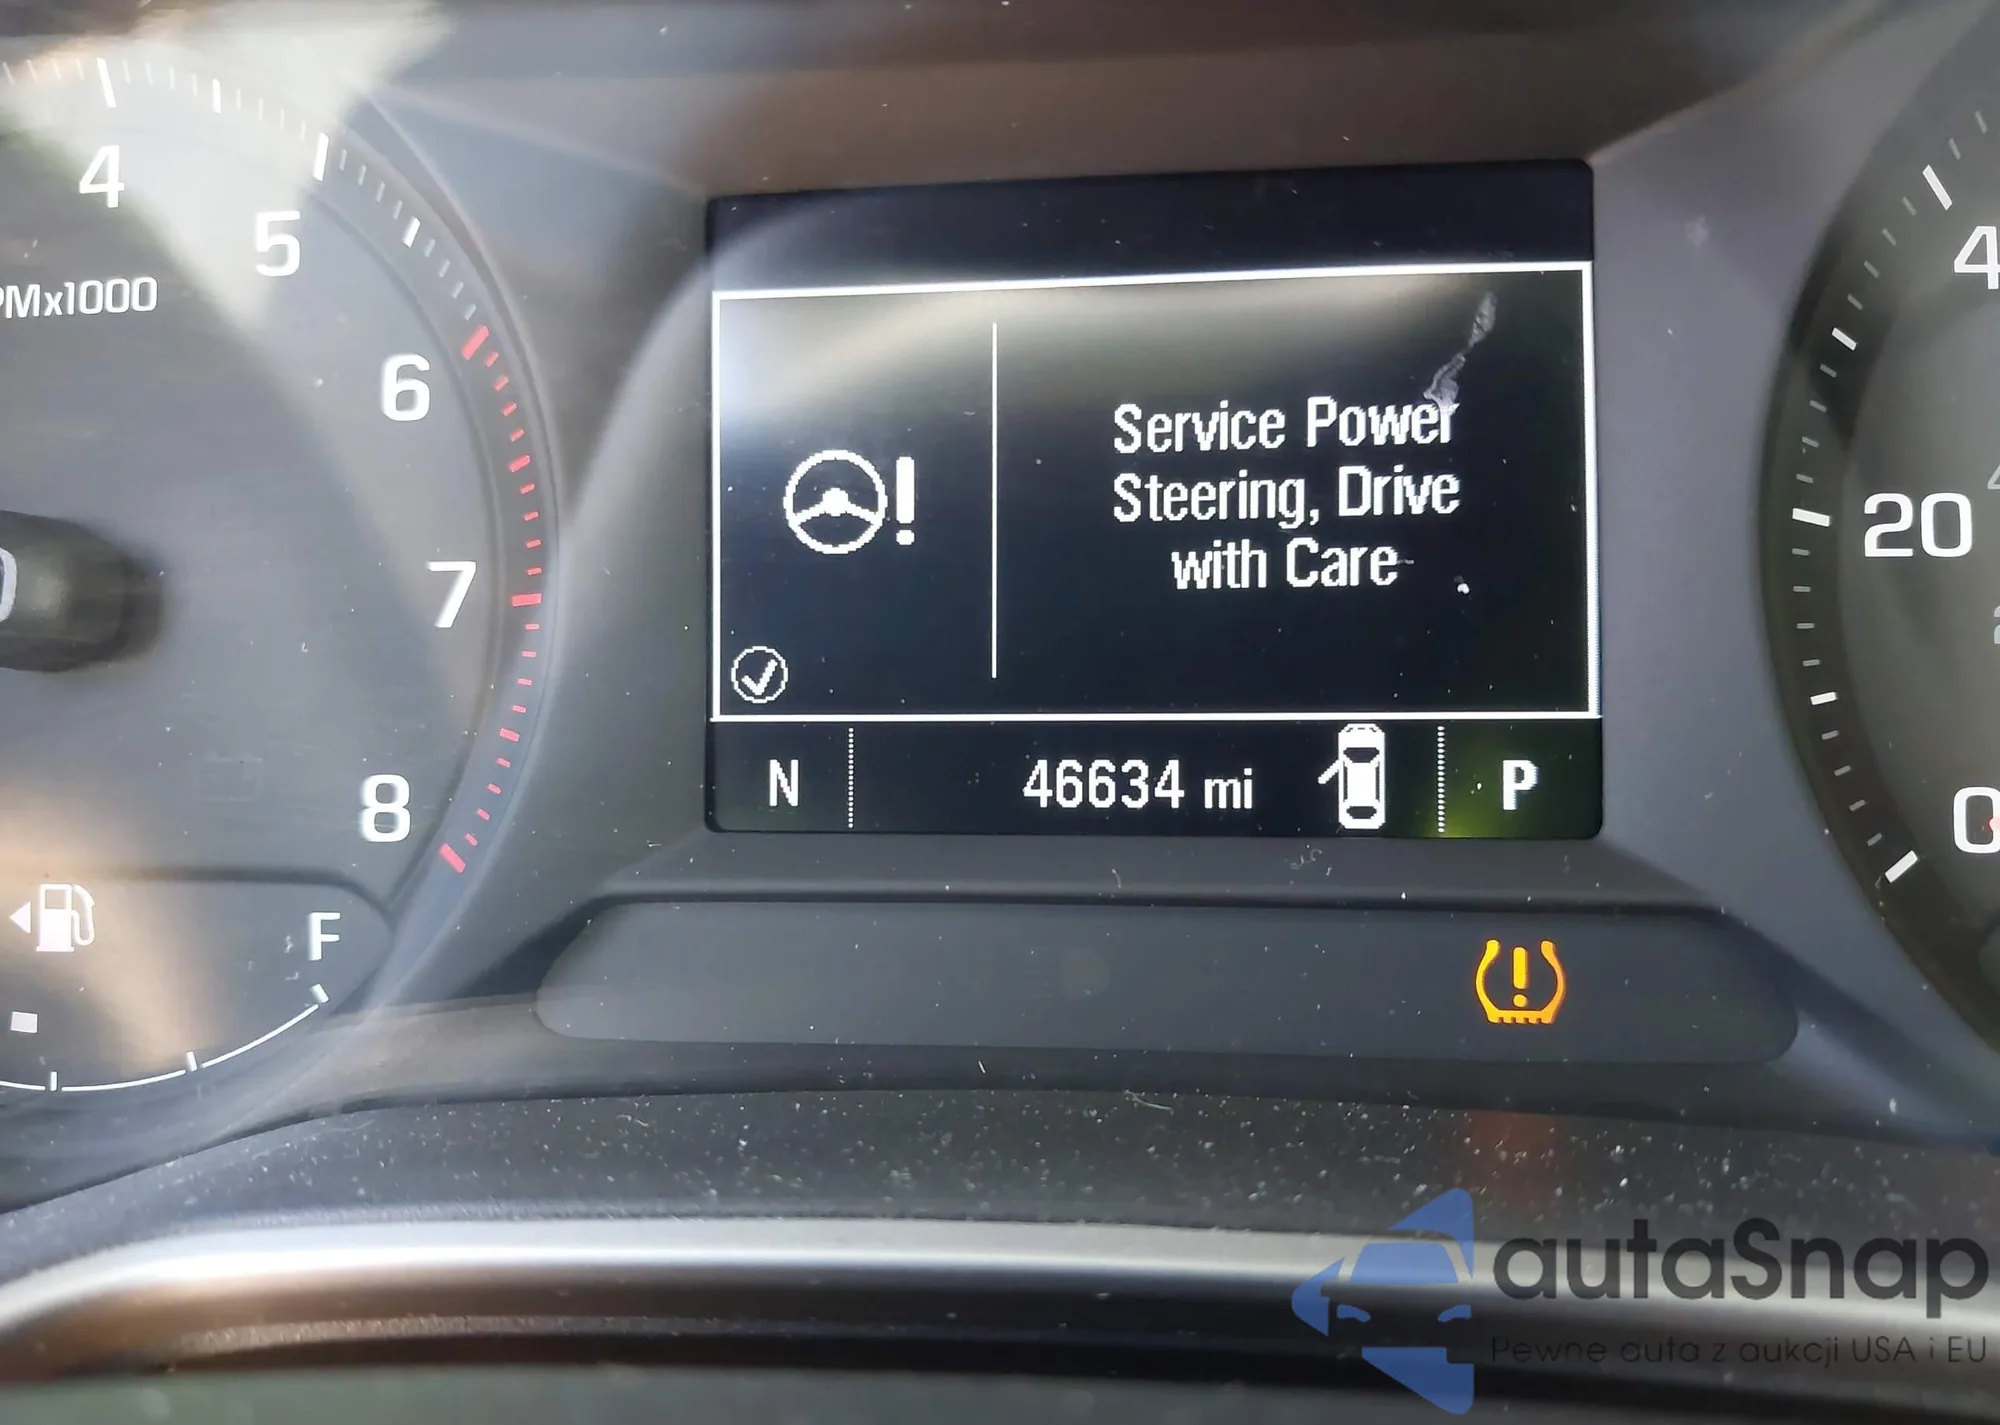 4
5
PMx1000
6
7
8
F
Service Power
Steering, Drive
with Care
N
46634 mi
P
4
20
0
autaSnap
Pewne auta z aukcji USA i EU